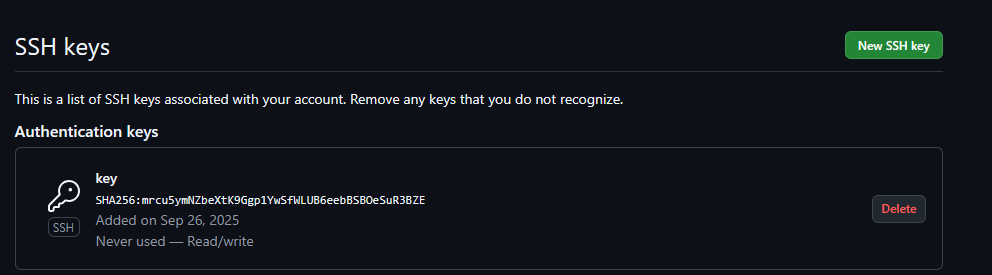 SSH keys
New SSH key
This is a list of SSH keys associated with your account. Remove any keys that you do not recognize.
Authentication keys
key
SHA256:mrcu5ymNZbeXtK9Ggp1YwSfWLUB6eebBSBOeSuR3BZE
Added on Sep 26, 2025
Never used — Read/write
SSH
Delete